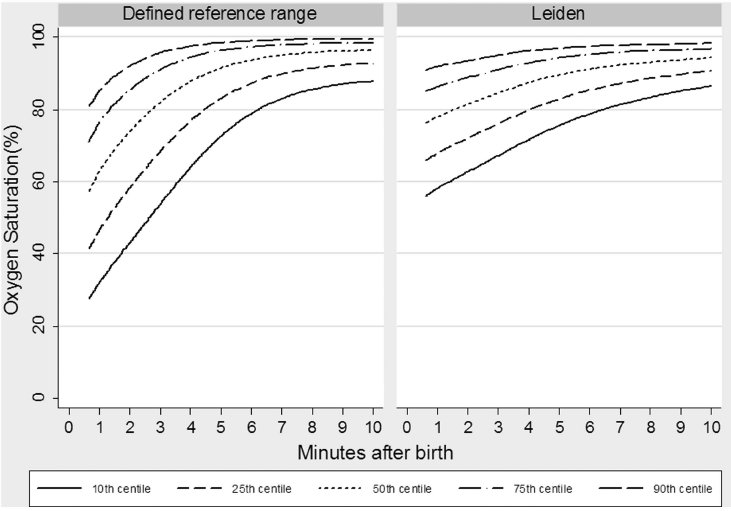 Defined reference range
Leiden
Oxygen Saturation(%)
100
80
60
40
20
0
0 1 2 3 4 5 6 7 8 9 10
0 1 2 3 4 5 6 7 8 9 10
Minutes after birth
10th centile 25th centile 50th centile 75th centile 90th centile